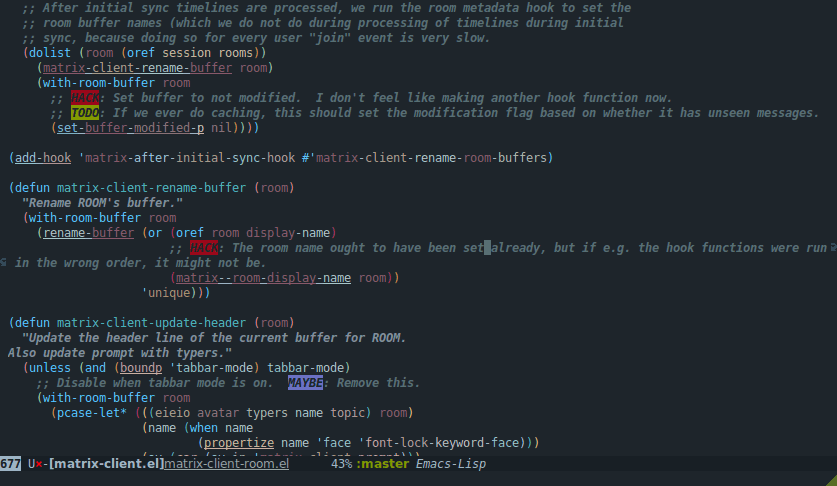 ;; After initial sync timelines are processed, we run the room metadata hook to set the
;; room buffer names (which we do not do during processing of timelines during initial
;; sync, because doing so for every user "join" event is very slow.
(dolist (room (oref session rooms))
(matrix-client-rename-buffer room)
(with-room-buffer room
;; HACK: Set buffer to not modified.  I don't feel like making another hook function now.
;; TODO: If we ever do caching, this should set the modification flag based on whether it has unseen messages.
(set-buffer-modified-p nil))))
(add-hook 'matrix-after-initial-sync-hook #'matrix-client-rename-room-buffers)
(defun matrix-client-rename-buffer (room)
"Rename ROOM's buffer."
(with-room-buffer room
(rename-buffer (or (oref room display-name)
;; HACK: The room name ought to have been set already, but if e.g. the hook functions were run
in the wrong order, it might not be.
(matrix--room-display-name room))
'unique)))
(defun matrix-client-update-header (room)
"Update the header line of the current buffer for ROOM.
Also update prompt with typers."
(unless (and (boundp 'tabbar-mode) tabbar-mode)
;; Disable when tabbar mode is on.  MAYBE: Remove this.
(with-room-buffer room
(pcase-let* (((eieio avatar typers name topic) room)
(name (when name
(propertize name 'face 'font-lock-keyword-face)))
677 U×-[matrix-client.el]matrix-client-room.el 43% :master Emacs-Lisp